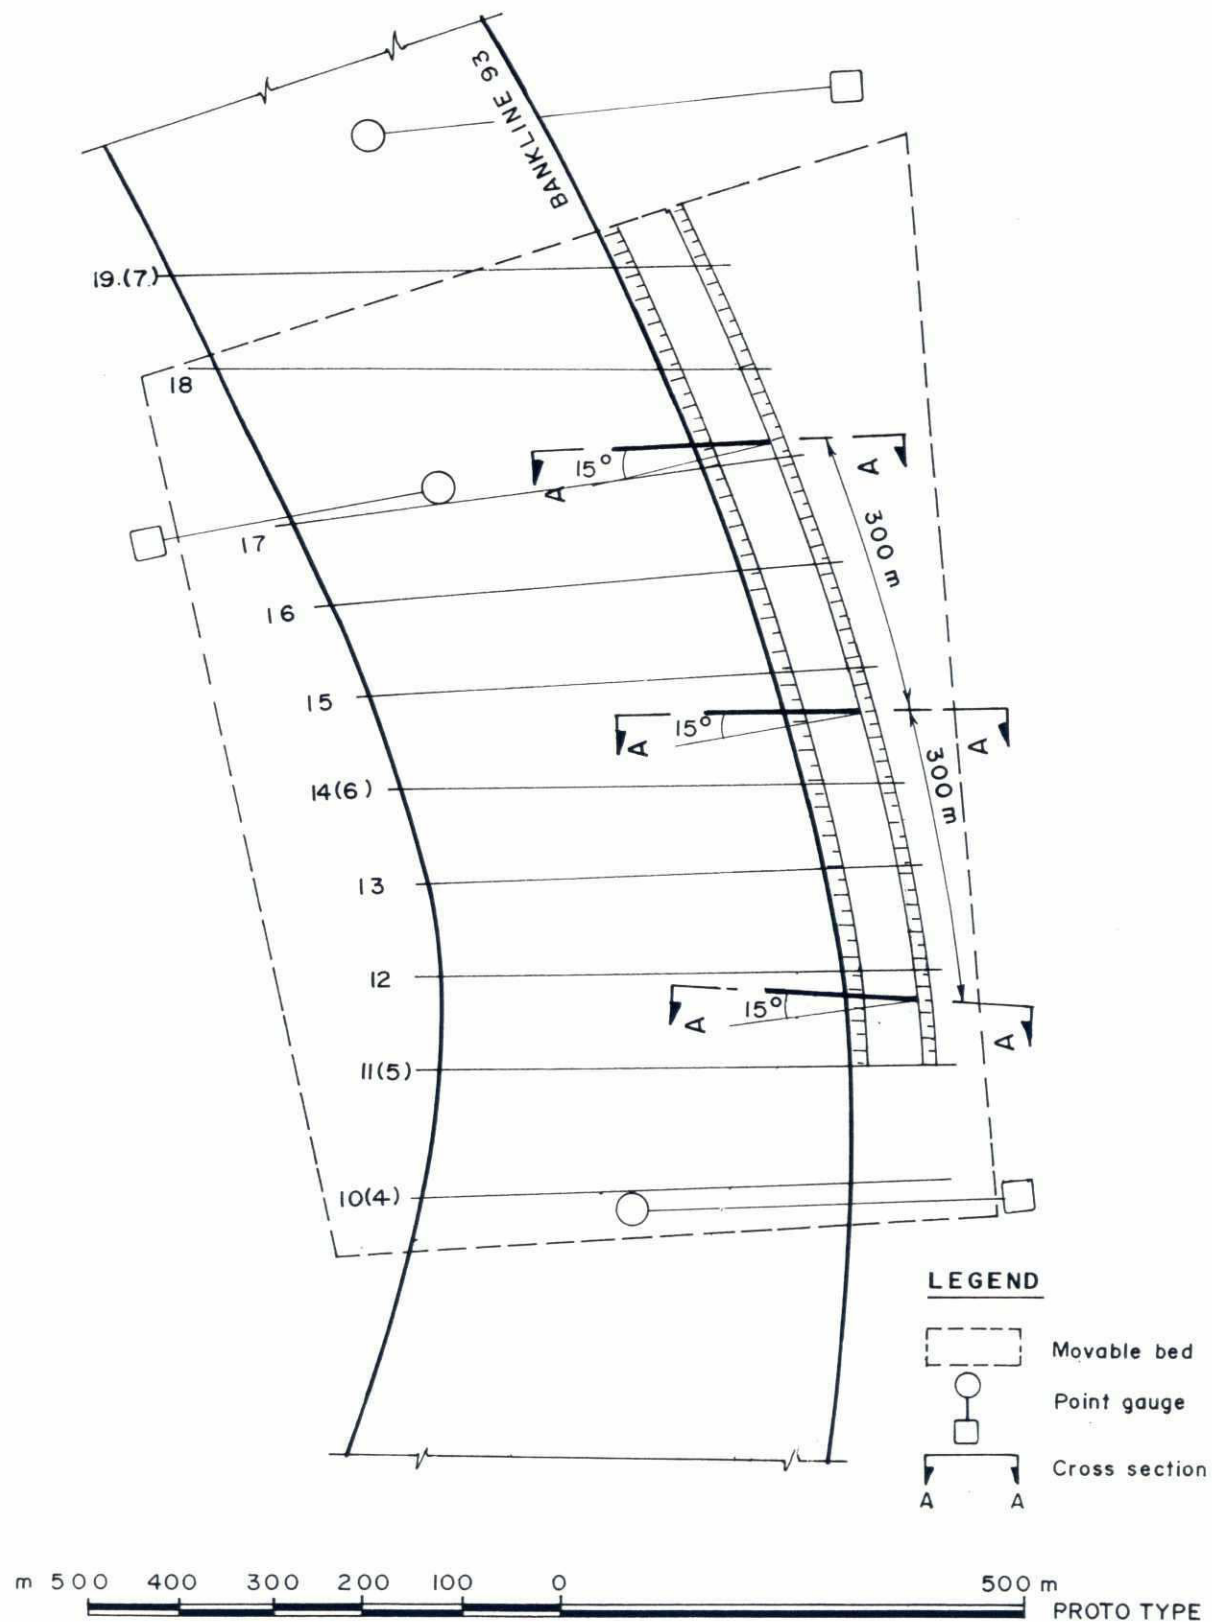 BANKLINE 93
19.(7)
18
15°
A
A
17
300 m
16
15
15°
A
A
14(6)
300 m
13
12
15°
A
A
11(5)
10(4)
LEGEND
Movable bed
Point gauge
Cross section
A A
m 500 400 300 200 100 0 500 m
PROTO TYPE